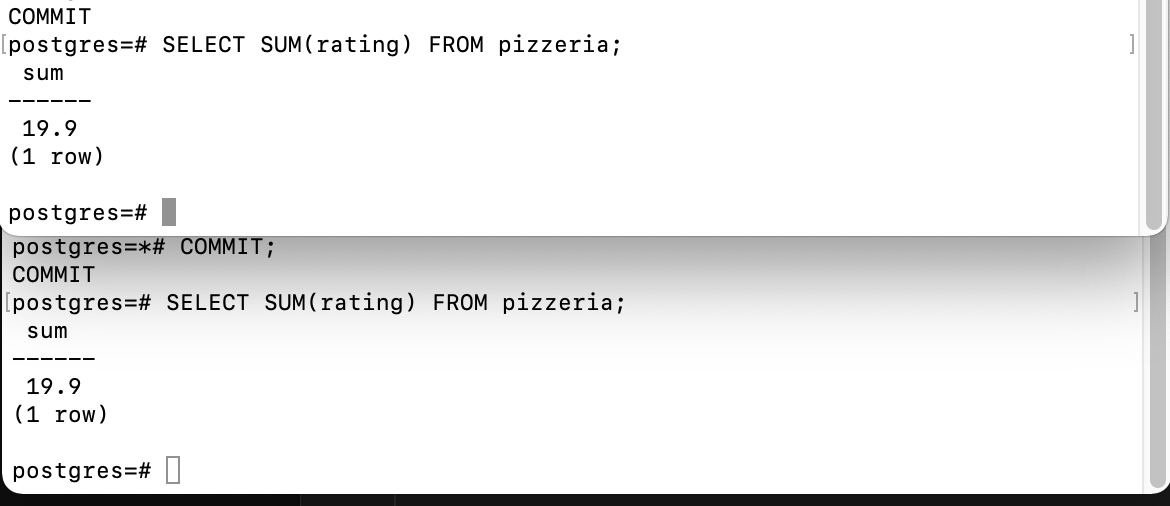 COMMIT
[postgres=# SELECT SUM(rating) FROM pizzeria; ]
sum
------
19.9
(1 row)
postgres=#
postgres=*# COMMIT;
COMMIT
[postgres=# SELECT SUM(rating) FROM pizzeria; ]
sum
------
19.9
(1 row)
postgres=#